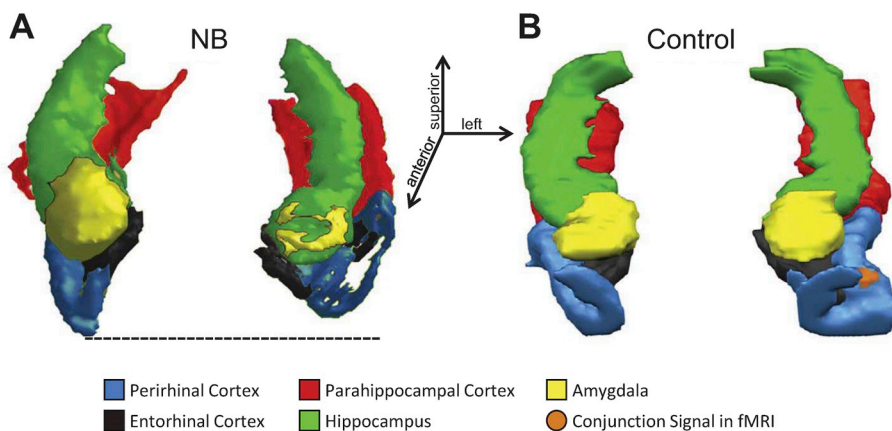 A
NB
superior
left
anterior
B
Control
Perirhinal Cortex
Parahippocampal Cortex
Amygdala
Entorhinal Cortex
Hippocampus
Conjunction Signal in fMRI